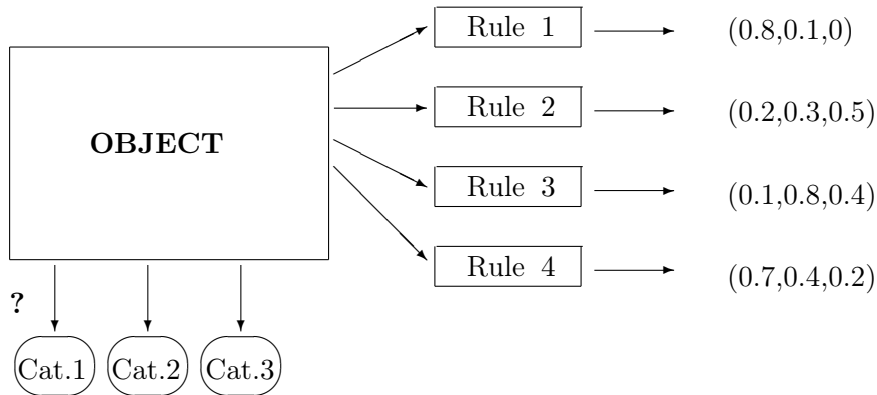 Rule 1
(0.8,0.1,0)
Rule 2
(0.2,0.3,0.5)
OBJECT
Rule 3
(0.1,0.8,0.4)
Rule 4
(0.7,0.4,0.2)
?
Cat.1
Cat.2
Cat.3